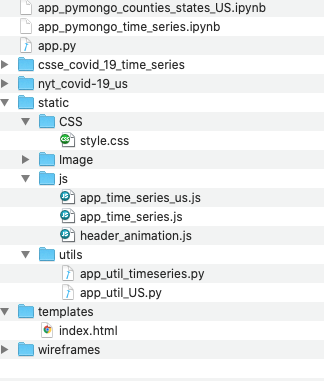 app_pymongo_counties_states_US.ipynb
app_pymongo_time_series.ipynb
app.py
csse_covid_19_time_series
nyt_covid-19_us
static
CSS
style.css
Image
js
app_time_series_us.js
app_time_series.js
header_animation.js
utils
app_util_timeseries.py
app_util_US.py
templates
index.html
wireframes